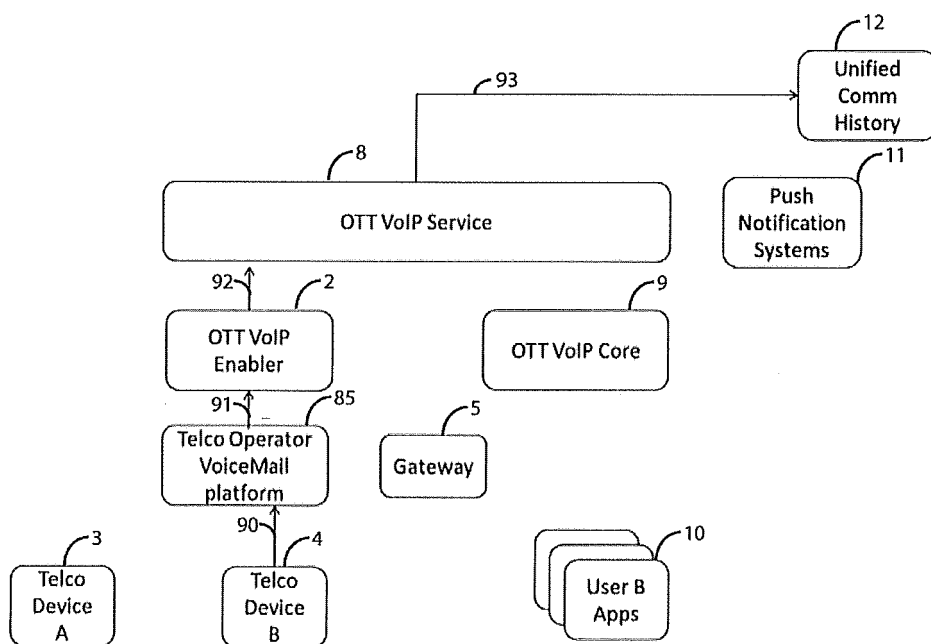 12
Unified
Comm
History
93
8
OTT VoIP Service
11
Push
Notification
Systems
92
2
OTT VoIP
Enabler
9
OTT VoIP Core
91
85
Telco Operator
VoiceMail
platform
5
Gateway
90
3
Telco
Device
A
4
Telco
Device
B
10
User B
Apps